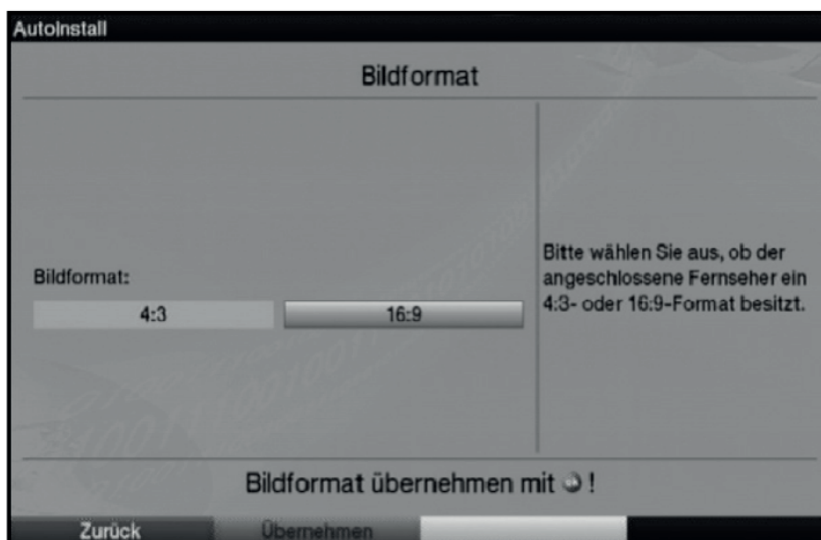 AutoInstall
Bildformat
Bildformat:
4:3
16:9
Bitte wählen Sie aus, ob der
angeschlossene Fernseher ein
4:3- oder 16:9-Format besitzt.
Bildformat übernehmen mit !
Zurück
Übernehmen